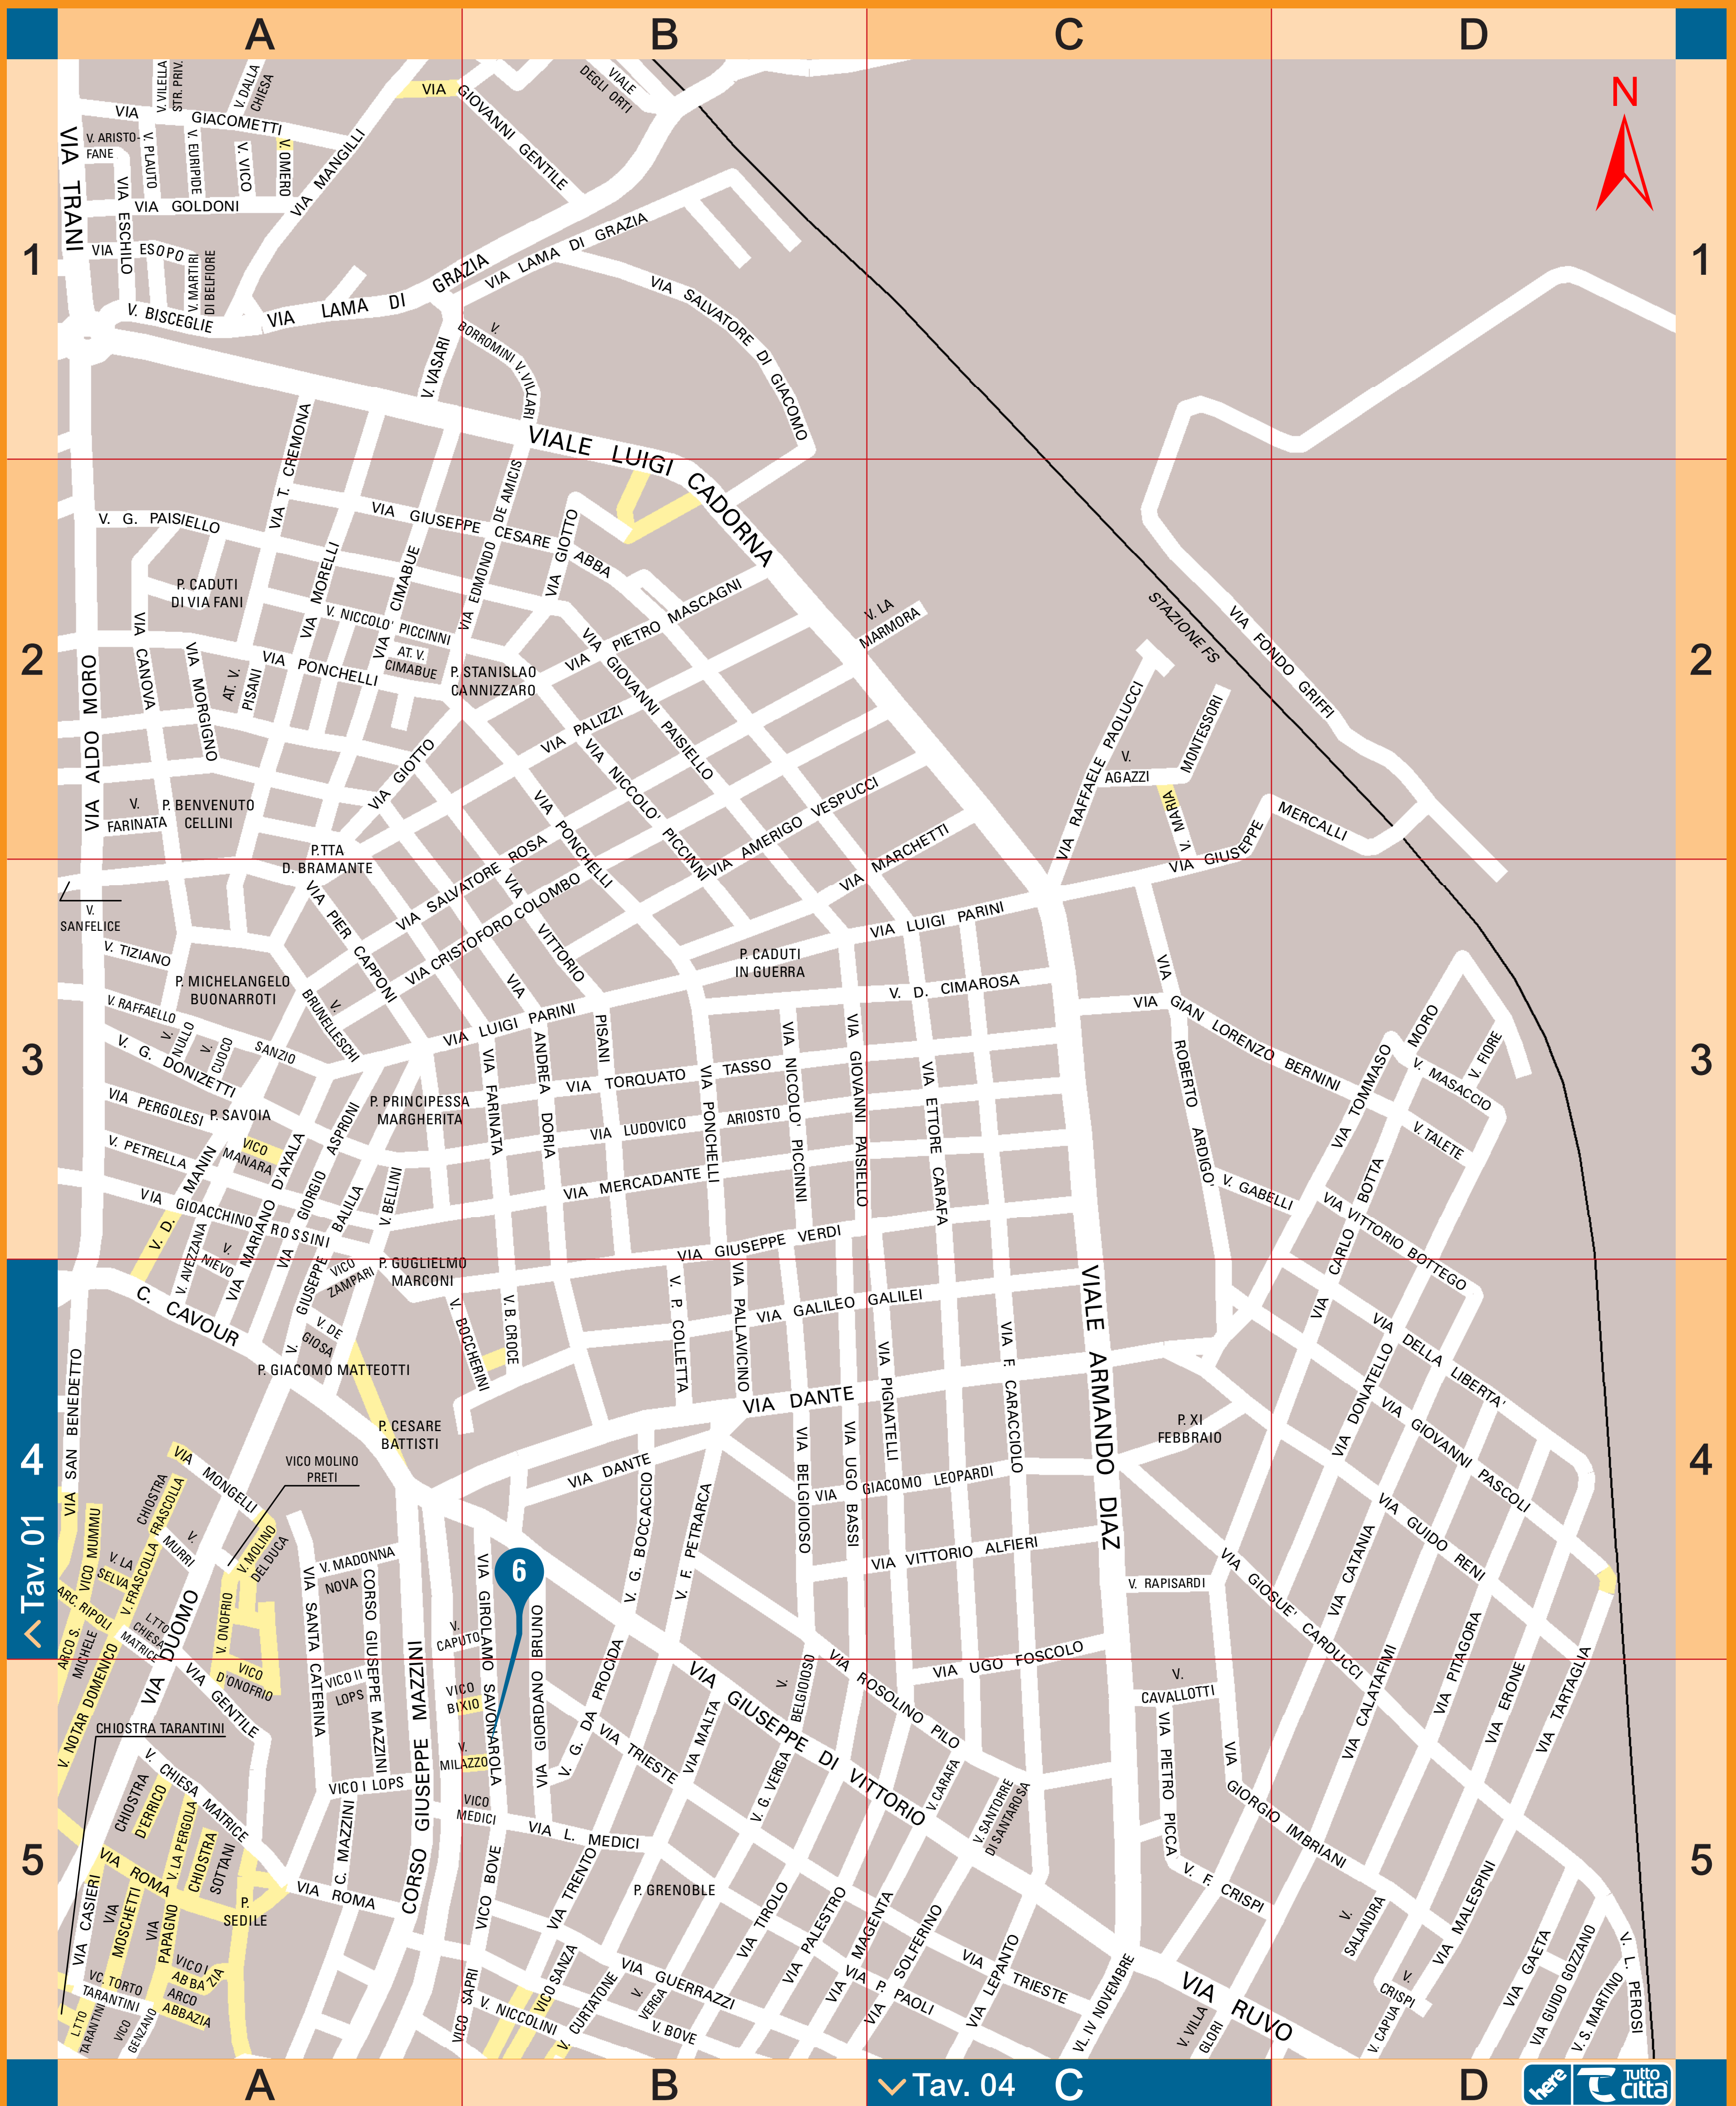 A
B
C
D
N
1
1
VIA TRANI
V. VILELLA
STR. PRIV.
V. DALLA
CHIESA
VIA GIACOMETTI
V. ARISTO-
FANE
V. PLAUTO
V. EURIPIDE
V. VICO
V. OMERO
VIA MANGILLI
VIA ESCHILO
VIA GOLDONI
VIA ESOPO
V. MARTIRI
DI BELFIORE
V. BISCEGLIE
VIA LAMA DI GRAZIA
VIA GIOVANNI GENTILE
VIALE
DEGLI ORTI
VIA LAMA DI GRAZIA
VIA SALVATORE DI GIACOMO
V.
BORROMINI
V.VILLARI
V. VASARI
VIALE LUIGI CADORNA
2
2
VIA T. CREMONA
V. G. PAISIELLO
VIA GIUSEPPE CESARE ABBA
VIA EDMONDO DE AMICIS
VIA GIOTTO
P. CADUTI
DI VIA FANI
VIA MORELLI
VIA CIMABUE
V. NICCOLO' PICCINNI
AT. V.
CIMABUE
VIA CANOVA
VIA MORGIGNO
AT. V.
PISANI
VIA PONCHELLI
P. STANISLAO
CANNIZZARO
VIA PIETRO MASCAGNI
VIA GIOVANNI PAISIELLO
V. LA
MARMORA
STAZIONE FS
VIA FONDO GRIFFI
VIA ALDO MORO
VIA PALIZZI
VIA NICCOLO' PICCINNI
VIA GIOTTO
VIA PONCHELLI
VIA AMERIGO VESPUCCI
VIA MARCHETTI
VIA RAFFAELE PAOLUCCI
V.
AGAZZI
V. MARIA MONTESSORI
VIA GIUSEPPE MERCALLI
V.
FARINATA
P. BENVENUTO
CELLINI
P.TTA
D. BRAMANTE
3
3
V.
SANFELICE
VIA PIER CAPPONI
VIA SALVATORE ROSA
VIA CRISTOFORO COLOMBO
VIA VITTORIO PISANI
V. TIZIANO
P. MICHELANGELO
BUONARROTI
V. RAFFAELLO SANZIO
V. BRUNELLESCHI
V.
NULLO
V.
CUOCO
V. G. DONIZETTI
VIA PERGOLESI
P. SAVOIA
V. PETRELLA
VICO
MANARA
V. D. MANIN
VIA MARIANO D'AYALA
VIA GIORGIO ASPRONI
P. PRINCIPESSA
MARGHERITA
V. BELLINI
VIA GIOACCHINO ROSSINI
V. AVEZZANA
V.
NIEVO
V. GIUSEPPE BALILLA
VIA LUIGI PARINI
VIA FARINATA
VIA ANDREA DORIA
P. CADUTI
IN GUERRA
VIA LUIGI PARINI
V. D. CIMAROSA
VIA TORQUATO TASSO
VIA LUDOVICO ARIOSTO
VIA MERCADANTE
VIA GIUSEPPE VERDI
VIA PONCHELLI
VIA NICCOLO' PICCINNI
VIA GIOVANNI PAISIELLO
VIA ETTORE CARAFA
VIA ROBERTO ARDIGO'
VIA GIAN LORENZO BERNINI
VIA TOMMASO MORO
V. FIORE
V. MASACCIO
V. TALETE
V. GABELLI
VIA VITTORIO BOTTEGO
VIA CARLO BOTTA
4
4
Tav. 01
C. CAVOUR
VICO
ZAMPARI
P. GUGLIELMO
MARCONI
V. DE
GIOSA
P. GIACOMO MATTEOTTI
P. CESARE
BATTISTI
V. BOCCHERINI
V. B. CROCE
V. P. COLLETTA
VIA PALLAVICINO
VIA GALILEO GALILEI
VIA PIGNATELLI
VIA F. CARACCIOLO
VIALE ARMANDO DIAZ
VIA DANTE
VIA DANTE
VIA GIACOMO LEOPARDI
VIA BELGIOIOSO
VIA UGO BASSI
VIA VITTORIO ALFIERI
P. XI
FEBBRAIO
VIA DONATELLO
VIA DELLA LIBERTA'
VIA GIOVANNI PASCOLI
VIA GUIDO RENI
VIA GIOSUE' CARDUCCI
V. RAPISARDI
VIA CATANIA
VIA SAN BENEDETTO
VIA MONGELLI
VICO MOLINO
PRETI
CHIOSTRA
FRASCOLLA
V. FRASCOLLA
V.
MURRI
V. MOLINO
DEL DUCA
VICO MUMMU
V. LA
SELVA
ARC. RIPOLI
ARCO S.
MICHELE
L.TTO
CHIESA
MATRICE
VIA DUOMO
V. ONOFRIO
VICO
D'ONOFRIO
V. MADONNA
NOVA
VIA SANTA CATERINA
CORSO GIUSEPPE MAZZINI
CORSO GIUSEPPE MAZZINI
V.
CAPUTO
VIA GIROLAMO SAVONAROLA
6
VIA GIORDANO BRUNO
V. G. BOCCACCIO
V. F. PETRARCA
5
5
V. NOTAR DOMENICO
VIA GENTILE
CHIOSTRA TARANTINI
VICO II
LOPS
VICO I LOPS
VICO
BIXIO
V.
MILAZZO
VICO
MEDICI
V. CHIESA MATRICE
CHIOSTRA
D'ERRICO
V. LA PERGOLA
CHIOSTRA
SOTTANI
VIA ROMA
VIA ROMA
P.
SEDILE
C. MAZZINI
VIA CASIERI
VIA
MOSCHETTI
VIA
PAPAGNO
VICO I
ABBAZIA
ARCO
ABBAZIA
VC. TORTO
TARANTINI
L.TTO
TARANTINI
VICO
GENZANO
V. G. DA PROCIDA
VIA TRIESTE
VIA MALTA
V. G. VERGA
V. BELGIOIOSO
VIA GIUSEPPE DI VITTORIO
VIA ROSOLINO PILO
VIA UGO FOSCOLO
V. CARAFA
V. SANTORRE
DI SANTAROSA
V.
CAVALLOTTI
VIA PIETRO PICCA
VIA GIORGIO IMBRIANI
V. F. CRISPI
VIA CALATAFIMI
VIA PITAGORA
VIA ERONE
VIA TARTAGLIA
VIA L. MEDICI
VICO BOVE
VIA TRENTO
P. GRENOBLE
VIA TIROLO
VIA PALESTRO
VIA MAGENTA
VIA SOLFERINO
VIA LEPANTO
VIA TRIESTE
VIA P. PAOLI
VIA GUERRAZZI
V.
VERGA
V. BOVE
VICO SAPRI
V. NICCOLINI
VICO SANZA
V. CURTATONE
VL. IV NOVEMBRE
VIA RUVO
V. VILLA
GLORI
V.
SALANDRA
V.
CRISPI
V. CAPUA
VIA MALESPINI
VIA GAETA
VIA GUIDO GOZZANO
V. S. MARTINO
V. L. PEROSI
A
B
Tav. 04
C
D
here
TUTTO
città